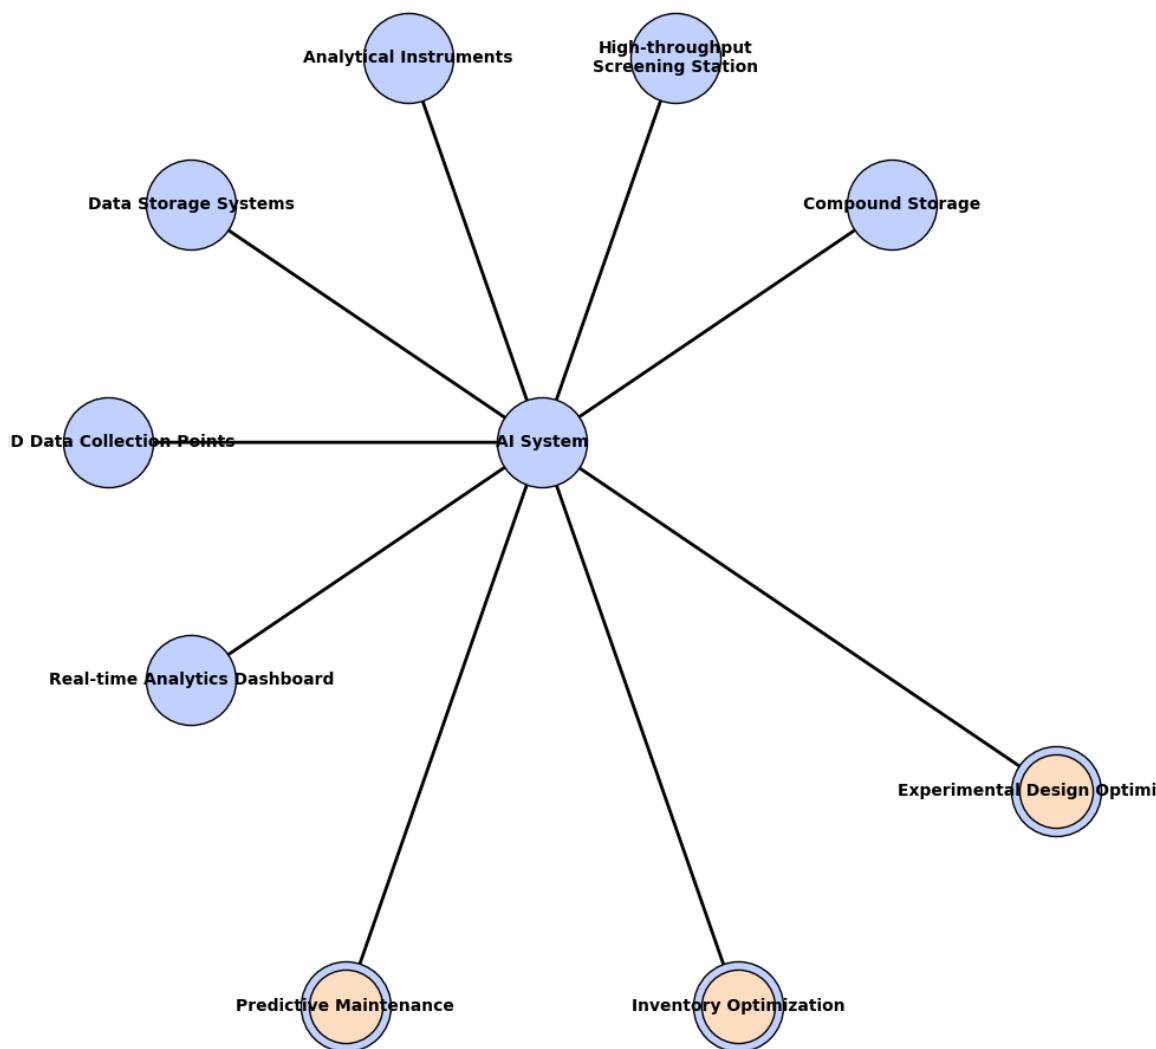 Analytical Instruments
High-throughput
Screening Station
Data Storage Systems
Compound Storage
D Data Collection Points
AI System
Real-time Analytics Dashboard
Experimental Design Optimi
Predictive Maintenance
Inventory Optimization